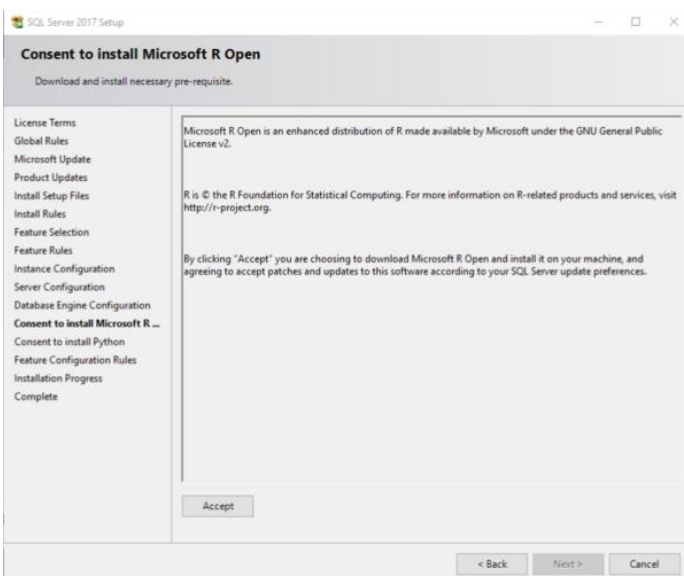 SQL Server 2017 Setup
Consent to install Microsoft R Open
Download and install necessary pre-requisite.
License Terms
Global Rules
Microsoft Update
Product Updates
Install Setup Files
Install Rules
Feature Selection
Feature Rules
Instance Configuration
Server Configuration
Database Engine Configuration
Consent to install Microsoft R ...
Consent to install Python
Feature Configuration Rules
Installation Progress
Complete
Microsoft R Open is an enhanced distribution of R made available by Microsoft under the GNU General Public
License v2.
R is © the R Foundation for Statistical Computing. For more information on R-related products and services, visit
http://r-project.org.
By clicking "Accept" you are choosing to download Microsoft R Open and install it on your machine, and
agreeing to accept patches and updates to this software according to your SQL Server update preferences.
Accept
< Back
Next >
Cancel